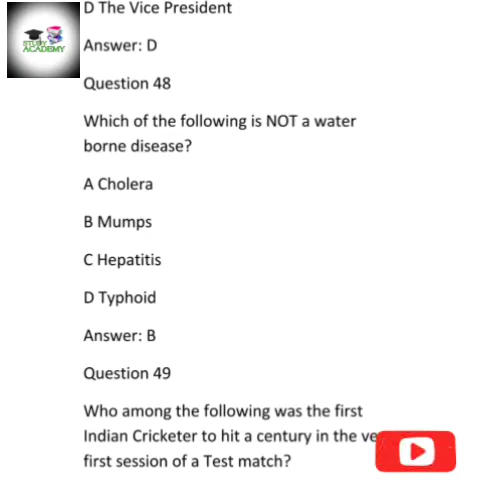 D The Vice President
STUDY
ACADEMY
Answer: D
Question 48
Which of the following is NOT a water
borne disease?
A Cholera
B Mumps
C Hepatitis
D Typhoid
Answer: B
Question 49
Who among the following was the first
Indian Cricketer to hit a century in the
first session of a Test match?